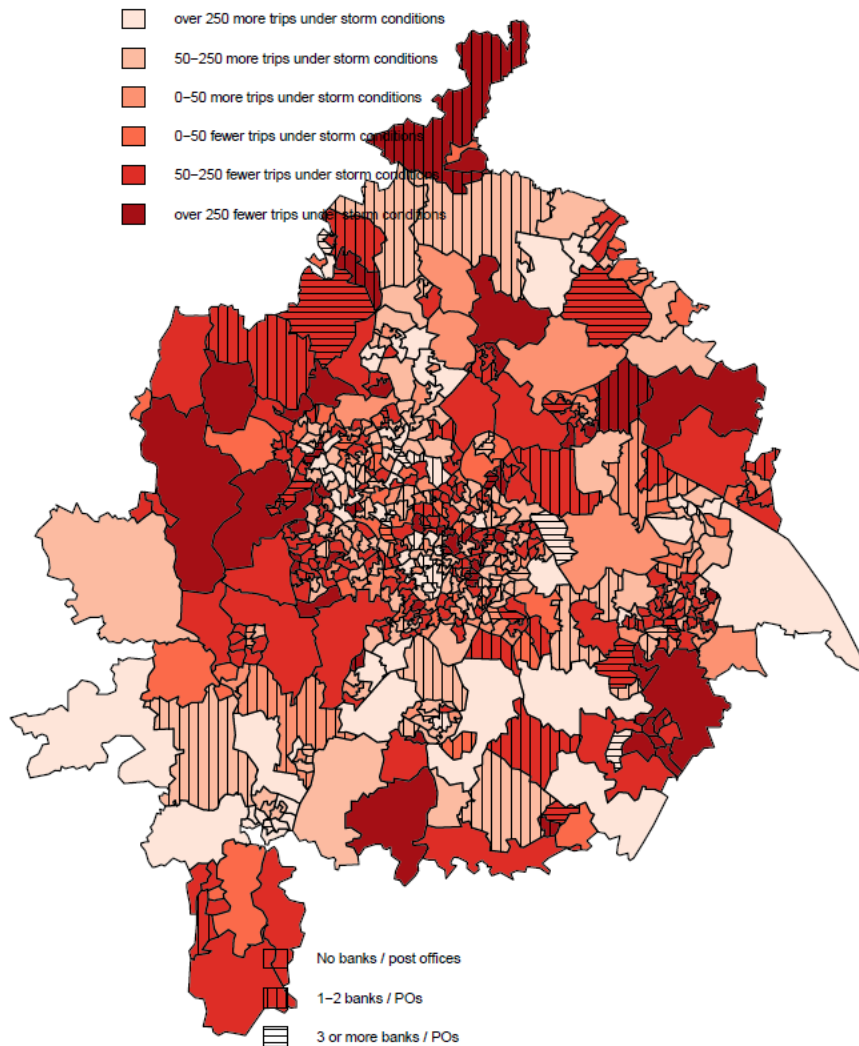 over 250 more trips under storm conditions
50−250 more trips under storm conditions
0−50 more trips under storm conditions
0−50 fewer trips under storm conditions
50−250 fewer trips under storm conditions
over 250 fewer trips under storm conditions
No banks / post offices
1−2 banks / POs
3 or more banks / POs